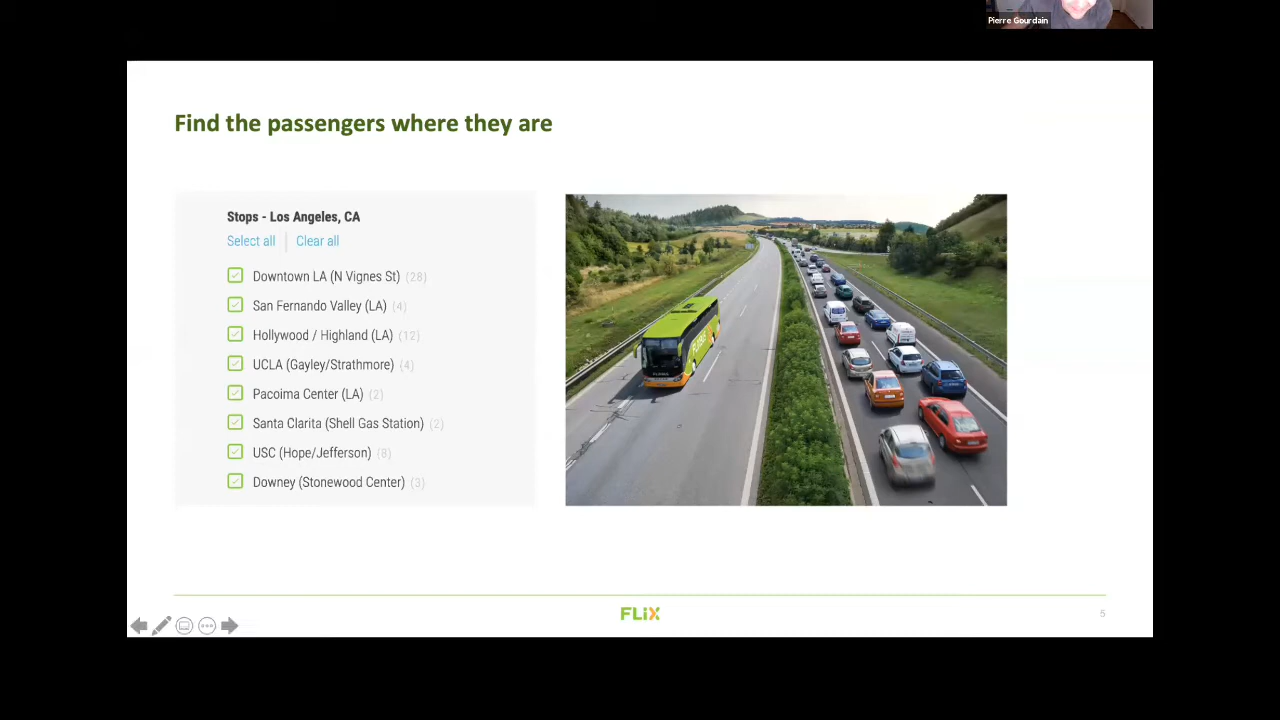 Pierre Gourdain
Find the passengers where they are
Stops - Los Angeles, CA
Select all | Clear all
Downtown LA (N Vignes St) (28)
San Fernando Valley (LA) (4)
Hollywood / Highland (LA) (12)
UCLA (Gayley/Strathmore) (4)
Pacoima Center (LA) (2)
Santa Clarita (Shell Gas Station) (2)
USC (Hope/Jefferson) (8)
Downey (Stonewood Center) (3)
FLiX
5